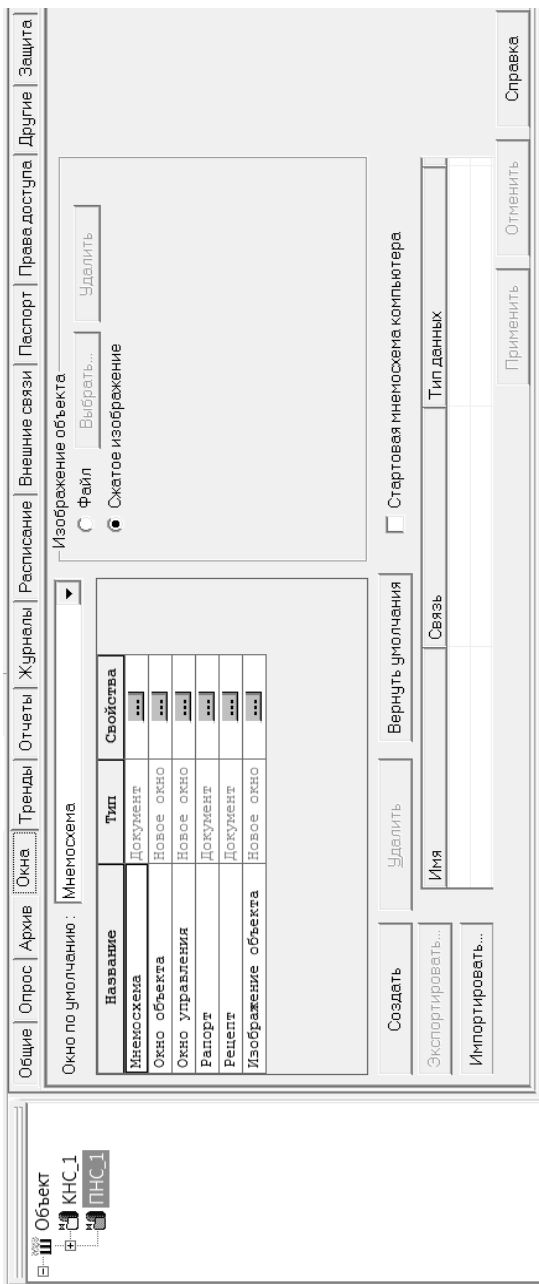 Объект
КНС_1
ПНС_1
Общие Опрос Архив Окна Тренды Отчеты Журналы Расписание Внешние связи Паспорт Права доступа Другие Защита
Окно по умолчанию: Мнемосхема
Название Тип Свойства
Мнемосхема Документ ...
Окно объекта Новое окно ...
Окно управления Новое окно ...
Рапорт Документ ...
Рецепт Документ ...
Изображение объекта Новое окно ...
Изображение объекта
Файл Выбрать... Удалить
Сжатое изображение
Создать Удалить Вернуть умолчания Стартовая мнемосхема компьютера
Экспортировать...
Импортировать...
Имя Связь Тип данных
Применить Отменить Справка